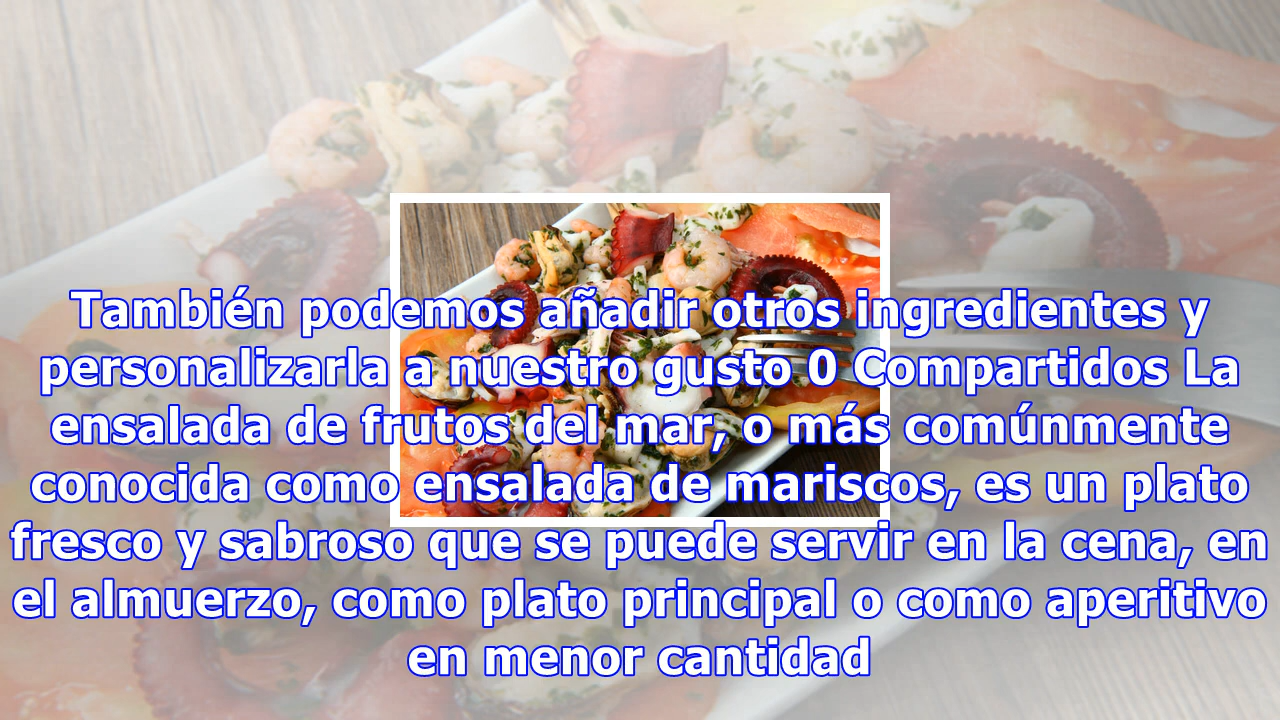 También podemos añadir otros ingredientes y
personalizarla a nuestro gusto 0 Compartidos La
ensalada de frutos del mar, o más comúnmente
conocida como ensalada de mariscos, es un plato
fresco y sabroso que se puede servir en la cena, en
el almuerzo, como plato principal o como aperitivo
en menor cantidad